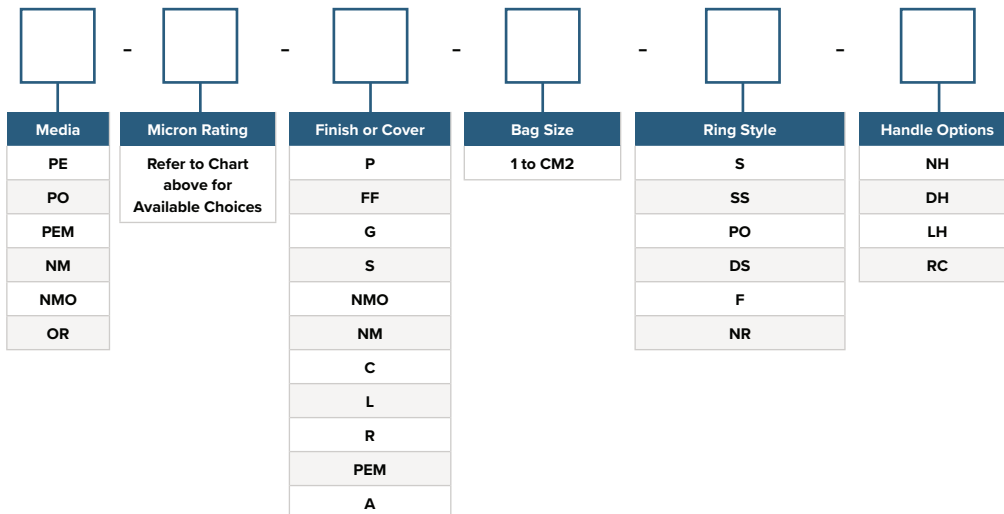 - - - - -
Media
PE
PO
PEM
NM
NMO
OR
Micron Rating
Refer to Chart
above for
Available Choices
Finish or Cover
P
FF
G
S
NMO
NM
C
L
R
PEM
A
Bag Size
1 to CM2
Ring Style
S
SS
PO
DS
F
NR
Handle Options
NH
DH
LH
RC